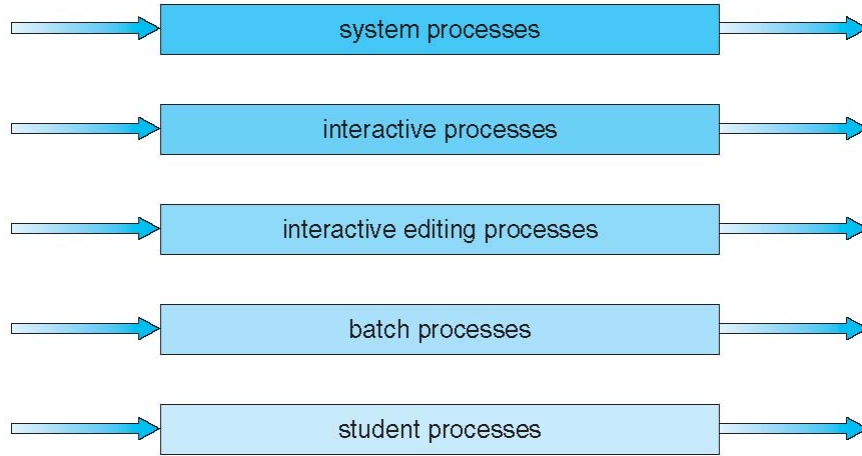 system processes
interactive processes
interactive editing processes
batch processes
student processes